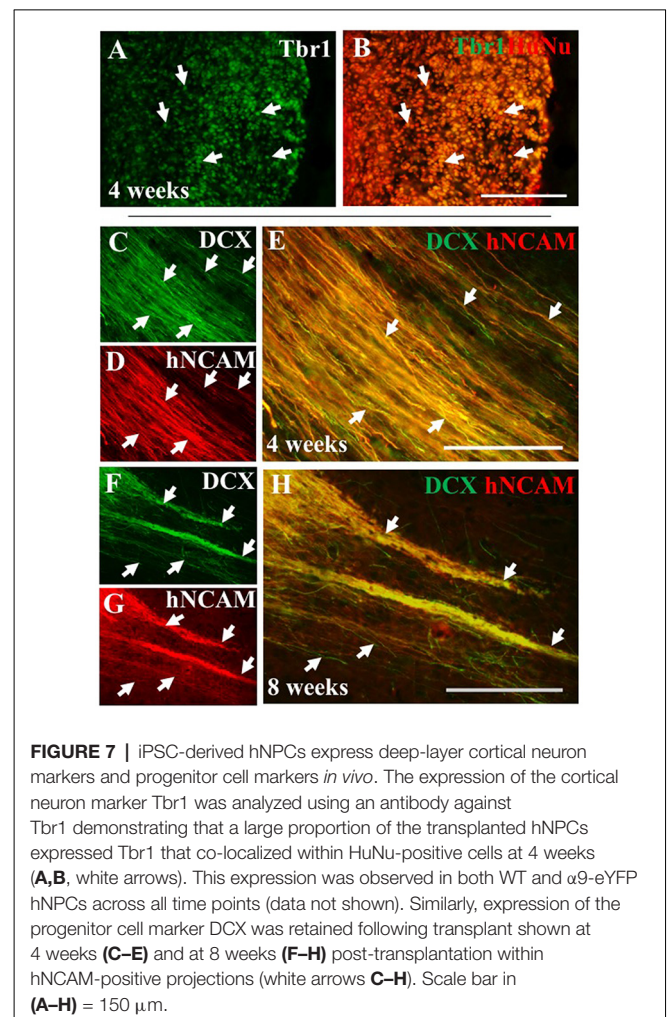 A Tbr1
B Tbr1HuNu
4 weeks
C DCX
E DCX hNCAM
D hNCAM
4 weeks
F DCX
H DCX hNCAM
G hNCAM
8 weeks
FIGURE 7 | iPSC-derived hNPCs express deep-layer cortical neuron
markers and progenitor cell markers in vivo. The expression of the cortical
neuron marker Tbr1 was analyzed using an antibody against
Tbr1 demonstrating that a large proportion of the transplanted hNPCs
expressed Tbr1 that co-localized within HuNu-positive cells at 4 weeks
(A,B, white arrows). This expression was observed in both WT and α9-eYFP
hNPCs across all time points (data not shown). Similarly, expression of the
progenitor cell marker DCX was retained following transplant shown at
4 weeks (C–E) and at 8 weeks (F–H) post-transplantation within
hNCAM-positive projections (white arrows C–H). Scale bar in
(A–H) = 150 μm.